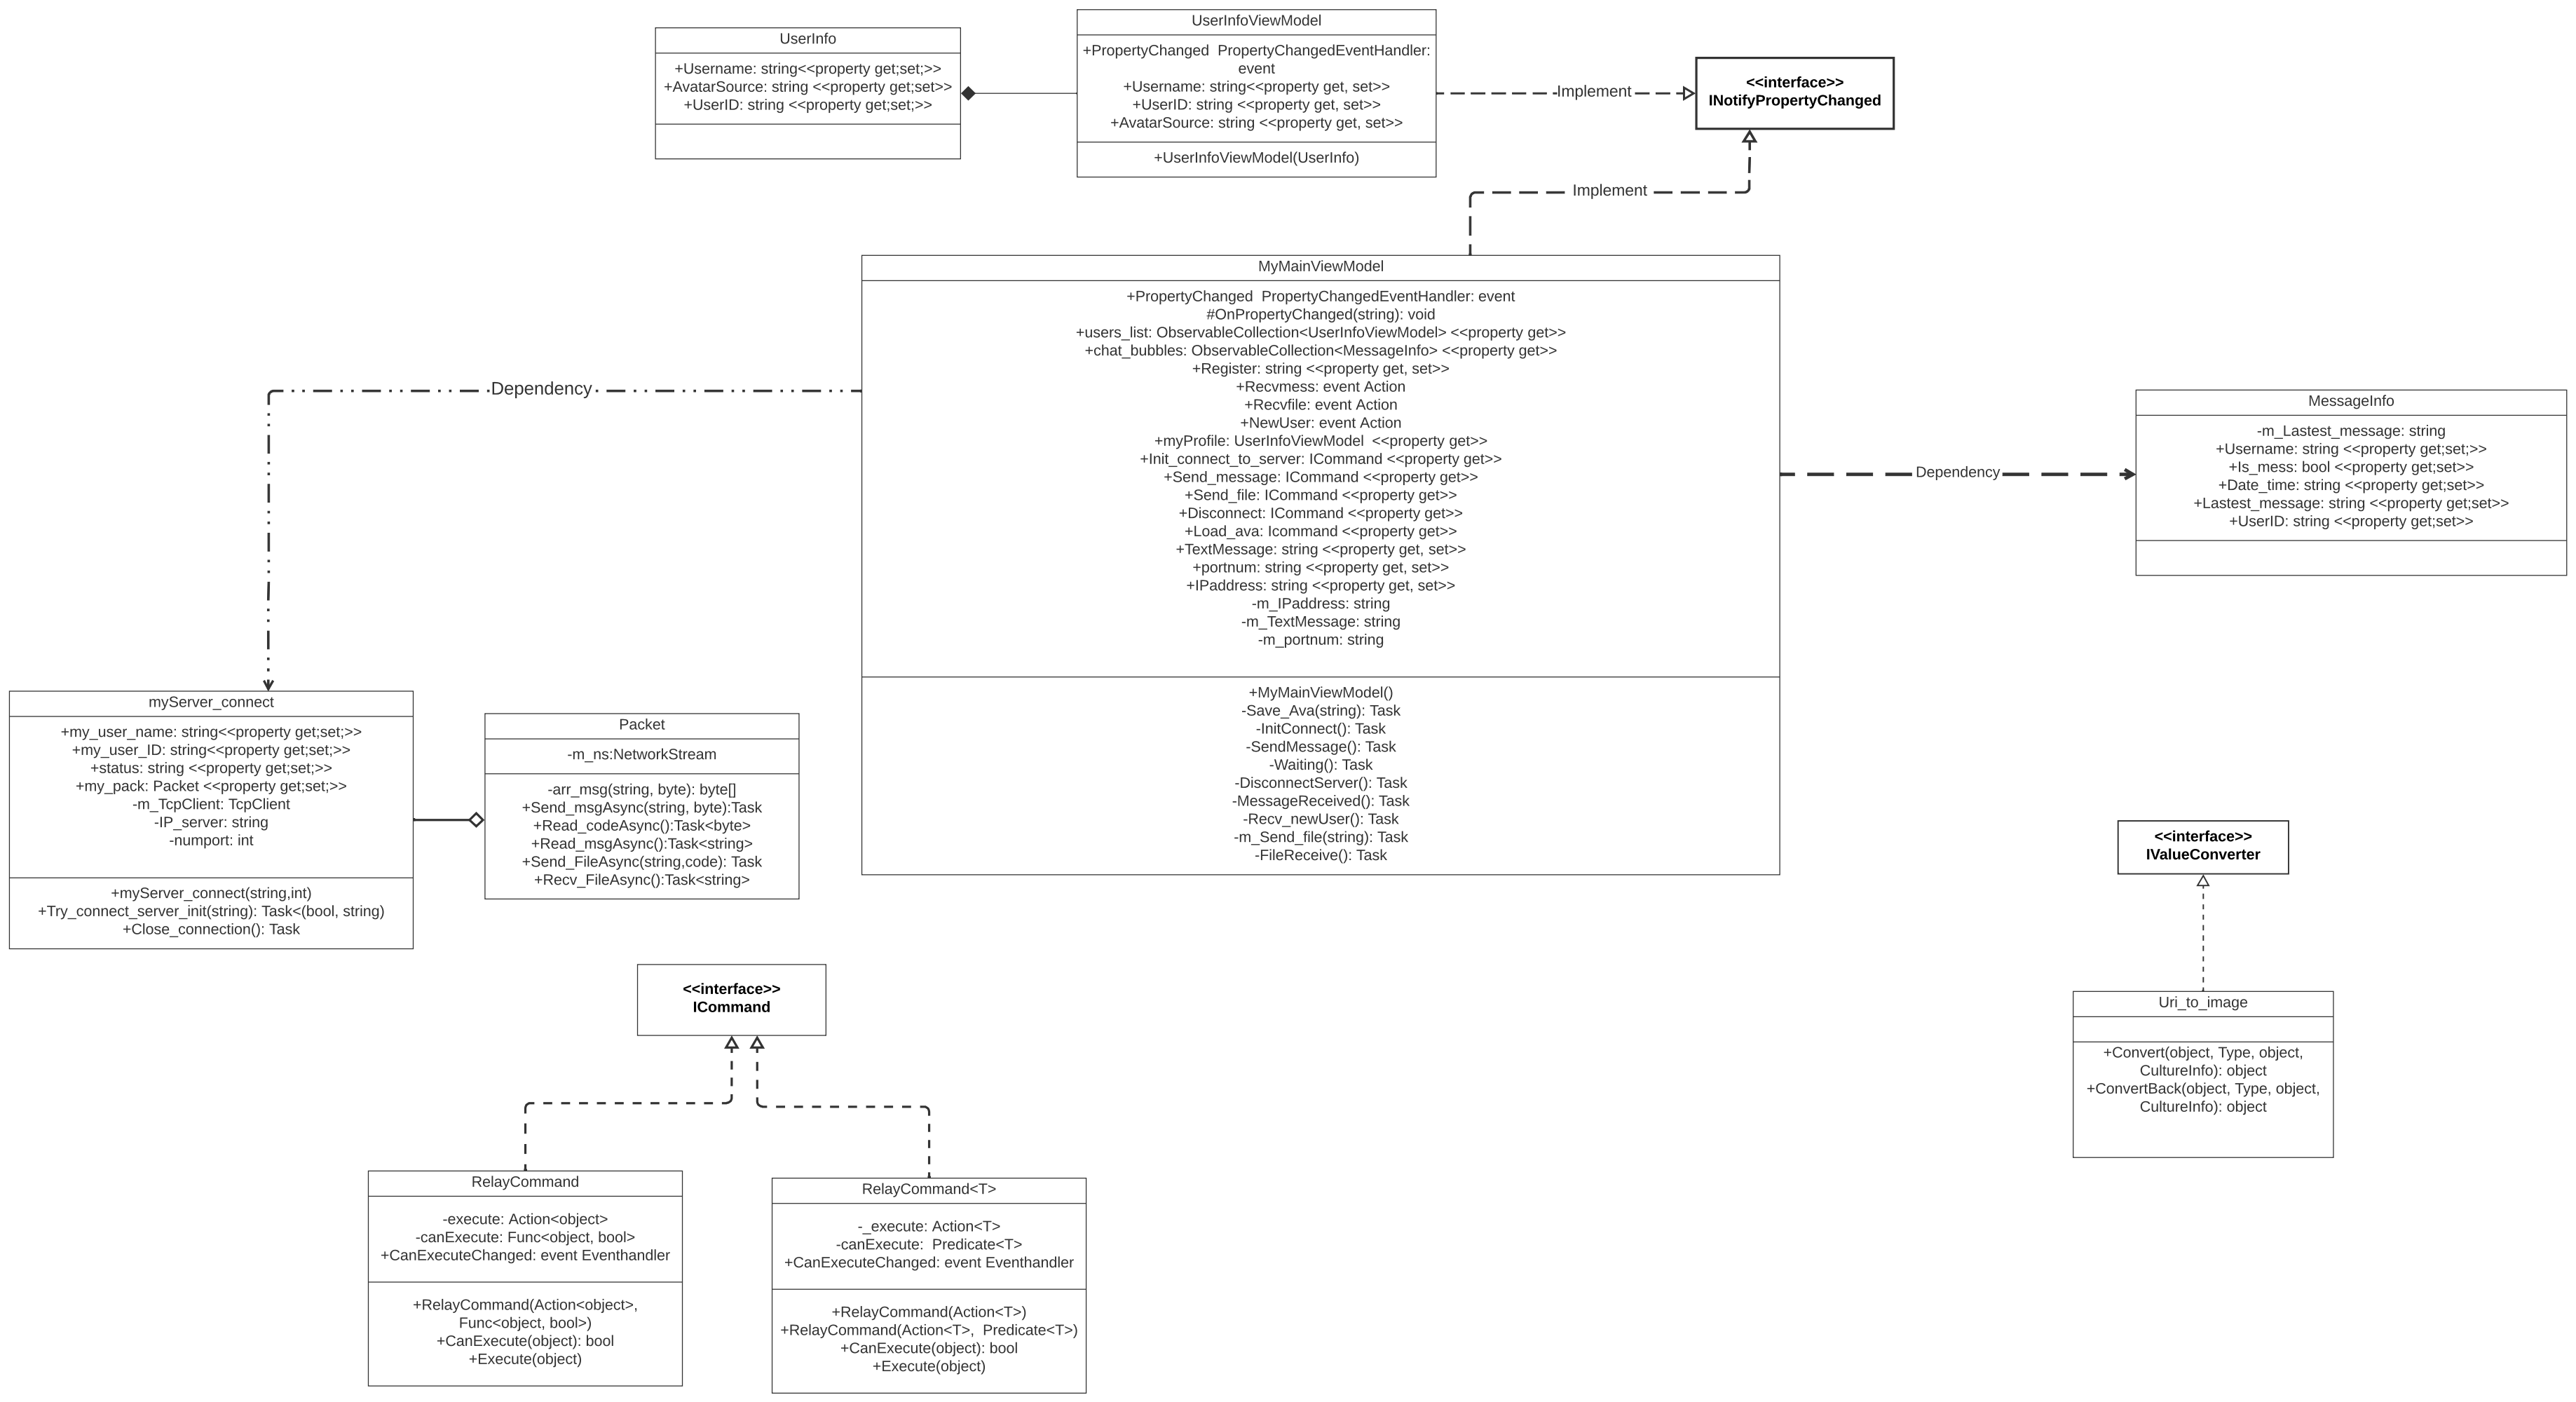 UserInfo
+Username: string<<property get;set;>>
+AvatarSource: string <<property get;set>>
+UserID: string <<property get;set;>>
UserInfoViewModel
+PropertyChanged  PropertyChangedEventHandler:
event
+Username: string<<property get, set>>
+UserID: string <<property get, set>>
+AvatarSource: string <<property get, set>>
+UserInfoViewModel(UserInfo)
Implement
<<interface>>
INotifyPropertyChanged
Implement
MyMainViewModel
+PropertyChanged  PropertyChangedEventHandler: event
#OnPropertyChanged(string): void
+users_list: ObservableCollection<UserInfoViewModel> <<property get>>
+chat_bubbles: ObservableCollection<MessageInfo> <<property get>>
+Register: string <<property get, set>>
+Recvmess: event Action
+Recvfile: event Action
+NewUser: event Action
+myProfile: UserInfoViewModel  <<property get>>
+Init_connect_to_server: ICommand <<property get>>
+Send_message: ICommand <<property get>>
+Send_file: ICommand <<property get>>
+Disconnect: ICommand <<property get>>
+Load_ava: Icommand <<property get>>
+TextMessage: string <<property get, set>>
+portnum: string <<property get, set>>
+IPaddress: string <<property get, set>>
-m_IPaddress: string
-m_TextMessage: string
-m_portnum: string
+MyMainViewModel()
-Save_Ava(string): Task
-InitConnect(): Task
-SendMessage(): Task
-Waiting(): Task
-DisconnectServer(): Task
-MessageReceived(): Task
-Recv_newUser(): Task
-m_Send_file(string): Task
-FileReceive(): Task
Dependency
Dependency
MessageInfo
-m_Lastest_message: string
+Username: string <<property get;set;>>
+Is_mess: bool <<property get;set>>
+Date_time: string <<property get;set>>
+Lastest_message: string <<property get;set>>
+UserID: string <<property get;set>>
myServer_connect
+my_user_name: string<<property get;set;>>
+my_user_ID: string<<property get;set;>>
+status: string <<property get;set;>>
+my_pack: Packet <<property get;set;>>
-m_TcpClient: TcpClient
-IP_server: string
-numport: int
+myServer_connect(string,int)
+Try_connect_server_init(string): Task<(bool, string)
+Close_connection(): Task
Packet
-m_ns:NetworkStream
-arr_msg(string, byte): byte[]
+Send_msgAsync(string, byte):Task
+Read_codeAsync():Task<byte>
+Read_msgAsync():Task<string>
+Send_FileAsync(string,code): Task
+Recv_FileAsync():Task<string>
<<interface>>
IValueConverter
Uri_to_image
+Convert(object, Type, object,
CultureInfo): object
+ConvertBack(object, Type, object,
CultureInfo): object
<<interface>>
ICommand
RelayCommand
-execute: Action<object>
-canExecute: Func<object, bool>
+CanExecuteChanged: event Eventhandler
+RelayCommand(Action<object>,
Func<object, bool>)
+CanExecute(object): bool
+Execute(object)
RelayCommand<T>
-_execute: Action<T>
-canExecute:  Predicate<T>
+CanExecuteChanged: event Eventhandler
+RelayCommand(Action<T>)
+RelayCommand(Action<T>,  Predicate<T>)
+CanExecute(object): bool
+Execute(object)